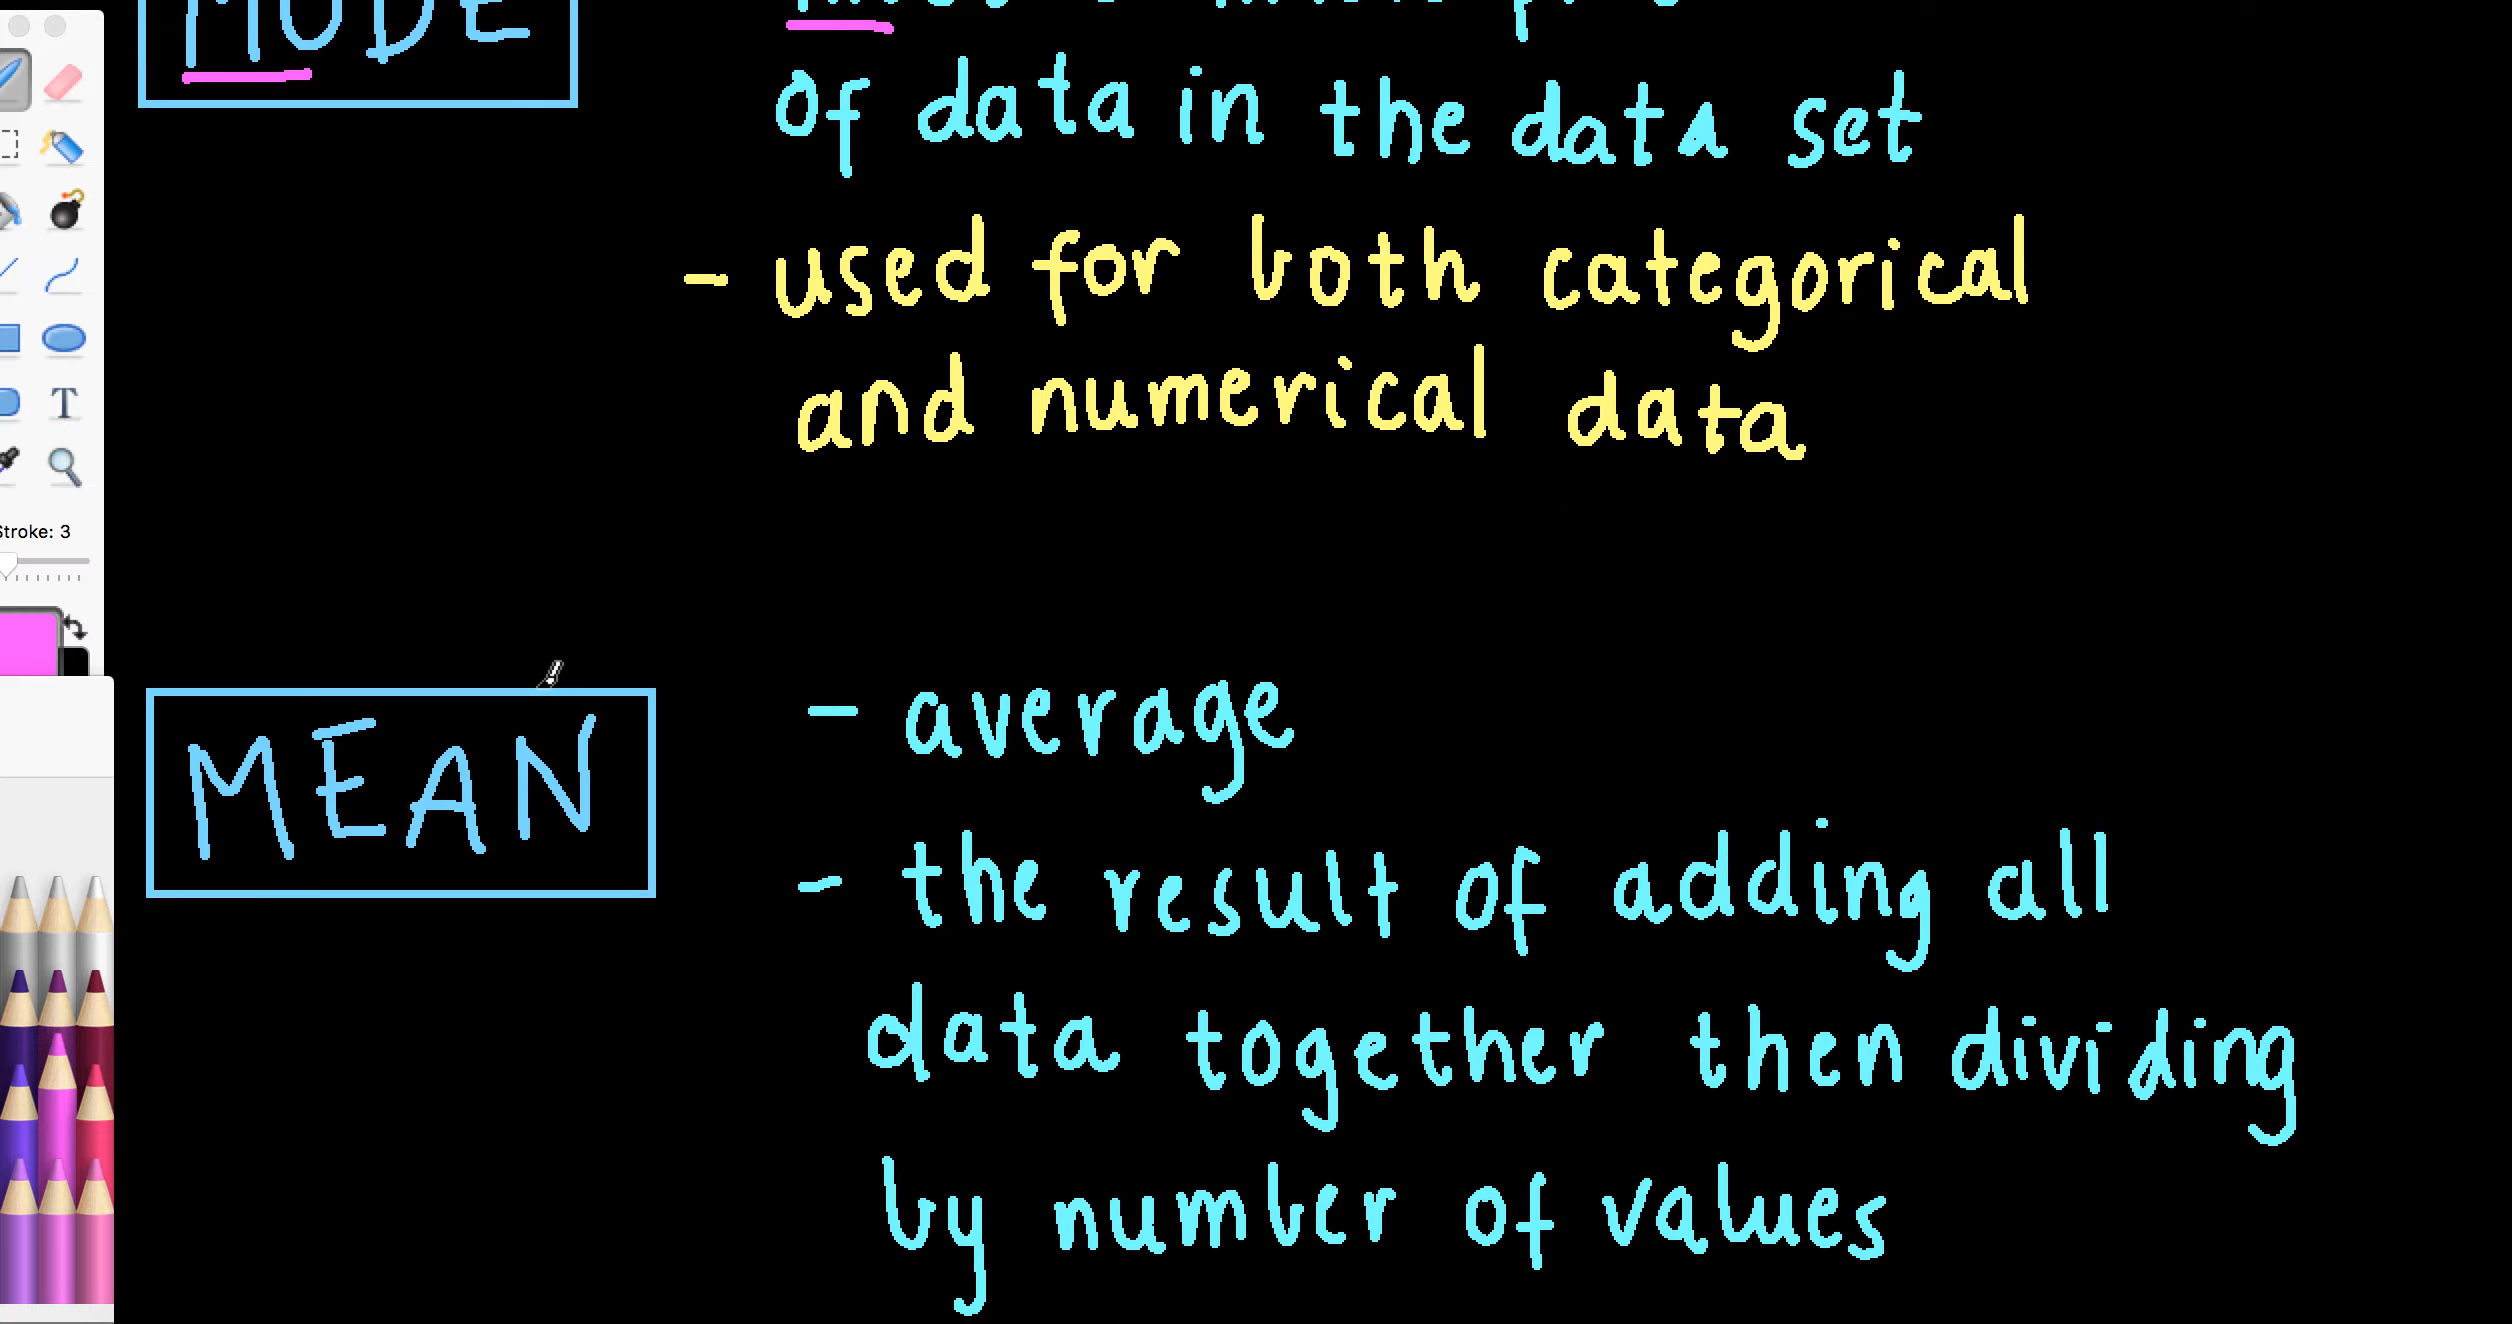 MODE
of data in the data set
- used for both categorical
and numerical data
T
Stroke: 3
MEAN
- average
- the result of adding all
data together then dividing
by number of values